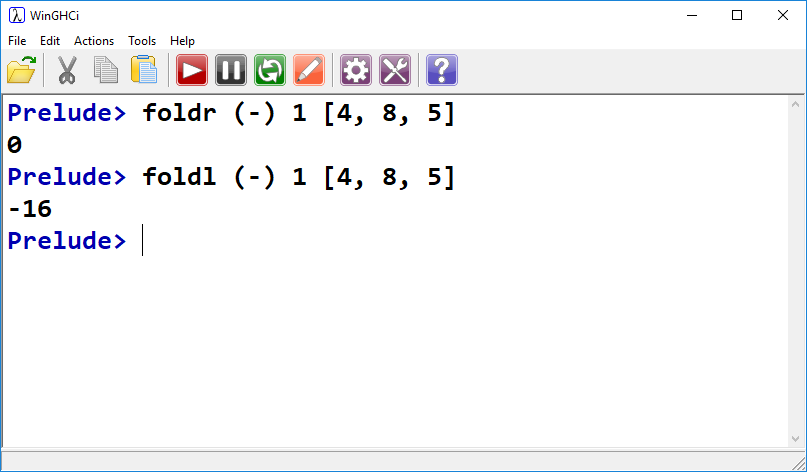 WinGHCi
File Edit Actions Tools Help
Prelude> foldr (-) 1 [4, 8, 5]
0
Prelude> foldl (-) 1 [4, 8, 5]
-16
Prelude>